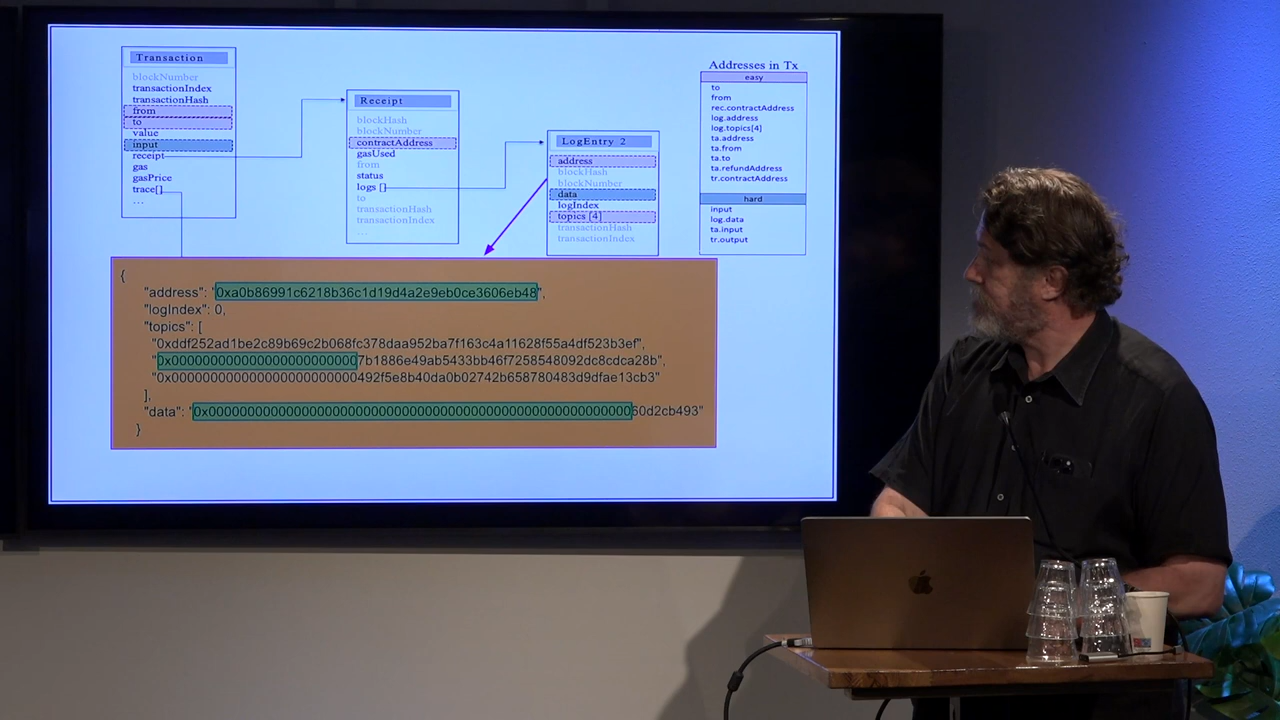 Transaction
blockNumber
transactionIndex
transactionHash
from
to
value
input
receipt
gas
gasPrice
trace[]
...
Receipt
blockHash
blockNumber
contractAddress
gasUsed
from
status
logs []
to
transactionHash
transactionIndex
...
LogEntry 2
address
blockHash
blockNumber
data
logIndex
topics [4]
transactionHash
transactionIndex
Addresses in Tx
easy
to
from
rec.contractAddress
log.address
log.topics[4]
ta.address
ta.from
ta.to
ta.refundAddress
tr.contractAddress
hard
input
log.data
ta.input
tr.output
{
"address": "0xa0b86991c6218b36c1d19d4a2e9eb0ce3606eb48",
"logIndex": 0,
"topics": [
"0xddf252ad1be2c89b69c2b068fc378daa952ba7f163c4a11628f55a4df523b3ef",
"0x0000000000000000000000007b1886e49ab5433bb46f7258548092dc8cdca28b",
"0x000000000000000000000000492f5e8b40da0b02742b658780483d9dfae13cb3"
],
"data": "0x00000000000000000000000000000000000000000000000000000060d2cb493"
}